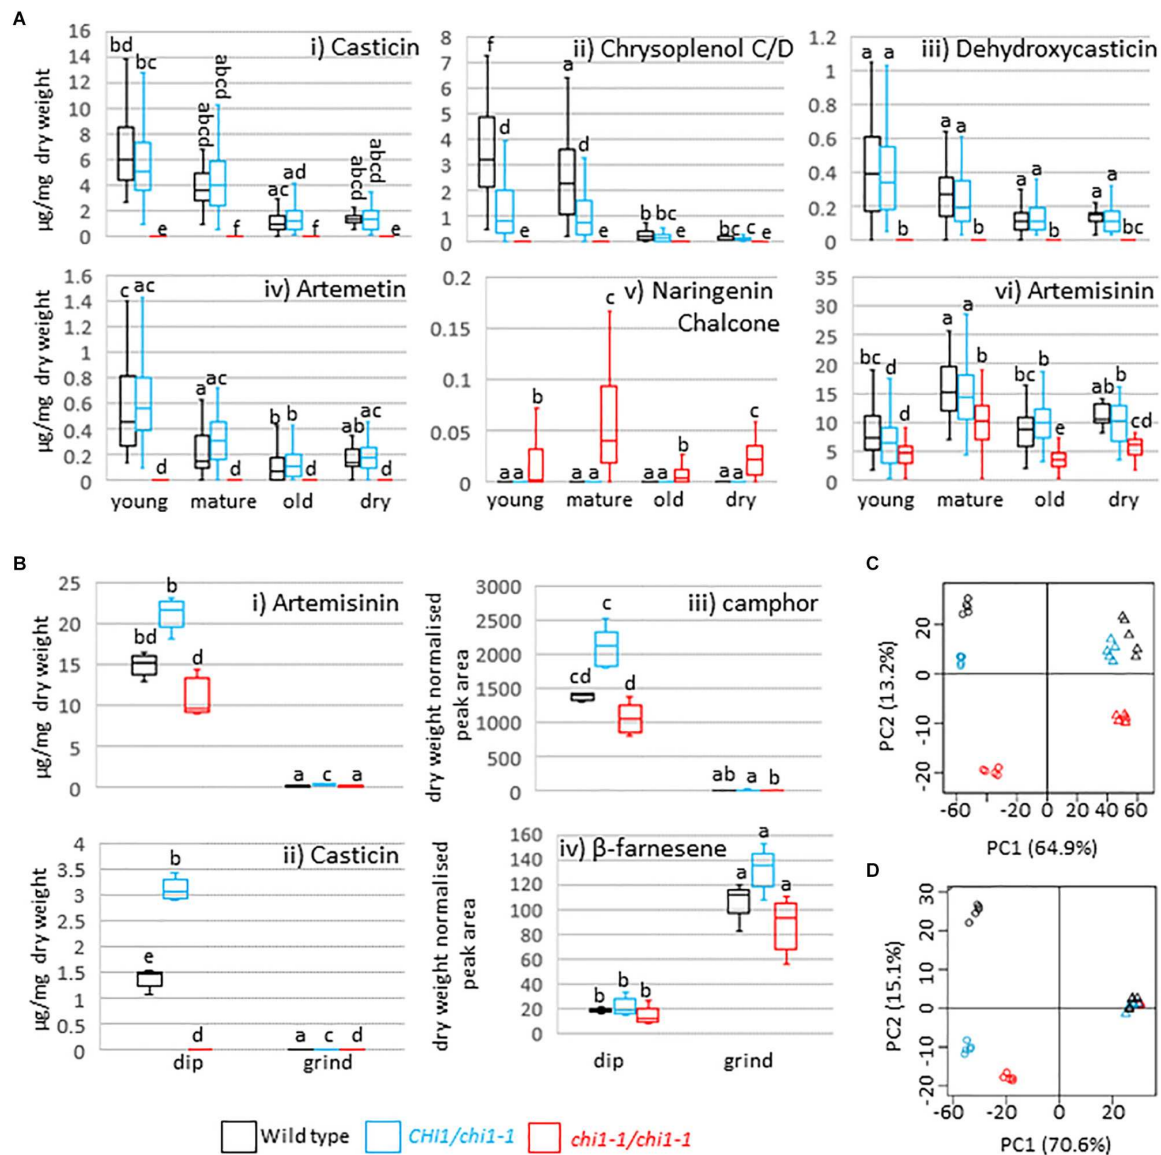 A
i) Casticin
µg/mg dry weight
16
14
12
10
8
6
4
2
0
bd
bc
abcd
abcd
ac
ad
abcd
abcd
e
f
f
e
ii) Chrysoplenol C/D
8
7
6
5
4
3
2
1
0
f
d
e
a
d
e
b
bc
e
bc
c
e
iii) Dehydroxycasticin
1.2
1
0.8
0.6
0.4
0.2
0
a
a
b
a
a
b
a
a
b
a
a
bc
iv) Artemetin
µg/mg dry weight
1.6
1.4
1.2
1
0.8
0.6
0.4
0.2
0
c
ac
d
a
ac
d
b
b
d
ab
ac
d
young
mature
old
dry
v) Naringenin
Chalcone
0.2
0.15
0.1
0.05
0
a a
b
a a
c
a a
b
a a
c
young
mature
old
dry
vi) Artemisinin
35
30
25
20
15
10
5
0
bc
d
d
a
a
b
bc
b
e
ab
b
cd
young
mature
old
dry
B
i) Artemisinin
µg/mg dry weight
25
20
15
10
5
0
bd
b
d
a
c
a
iii) camphor
dry weight normalised
peak area
3000
2500
2000
1500
1000
500
0
cd
c
d
ab
a
b
ii) Casticin
µg/mg dry weight
4
3.5
3
2.5
2
1.5
1
0.5
0
e
b
d
a
c
d
dip
grind
iv) β-farnesene
dry weight normalised
peak area
160
140
120
100
80
60
40
20
0
b
b
b
a
a
a
dip
grind
C
PC2 (13.2%)
20
0
-10
-20
-60
-20
0
20 40 60
PC1 (64.9%)
D
PC2 (15.1%)
30
20
10
0
-10
-20
-60
-20
0
20
PC1 (70.6%)
Wild type
CHI1/chi1-1
chi1-1/chi1-1